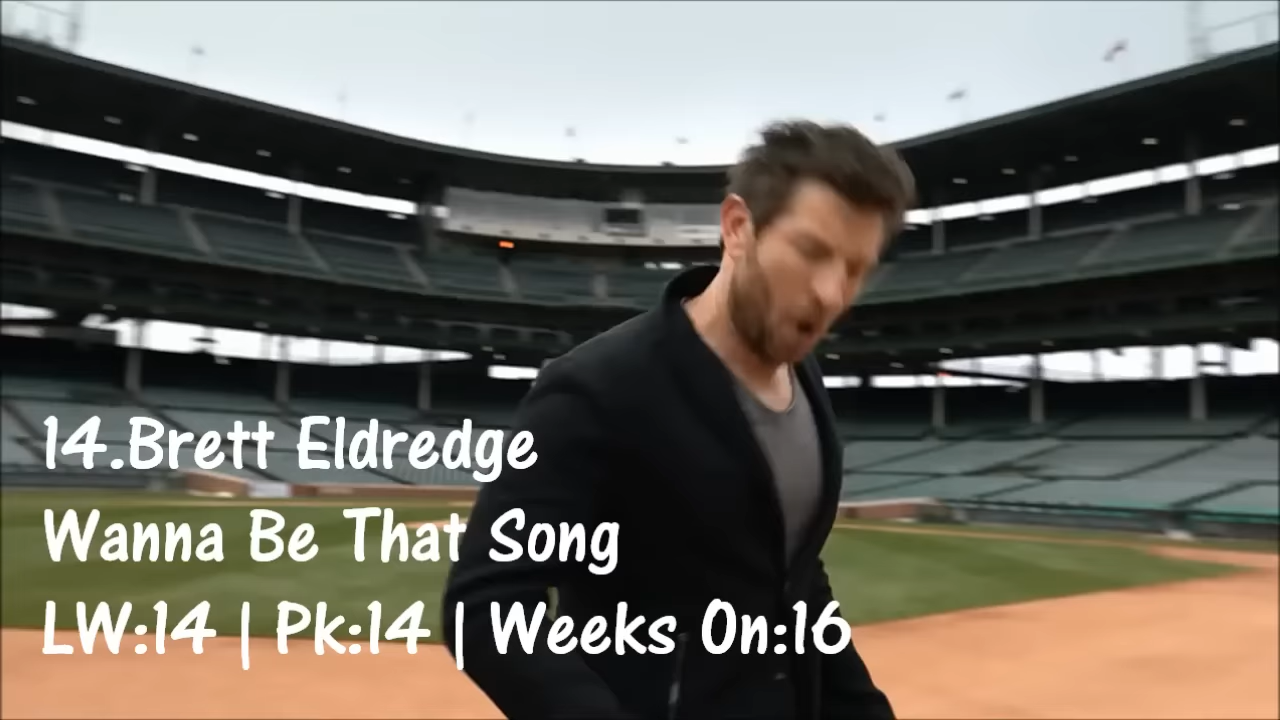 14.Brett Eldredge
Wanna Be That Song
LW:14 | Pk:14 | Weeks On:16